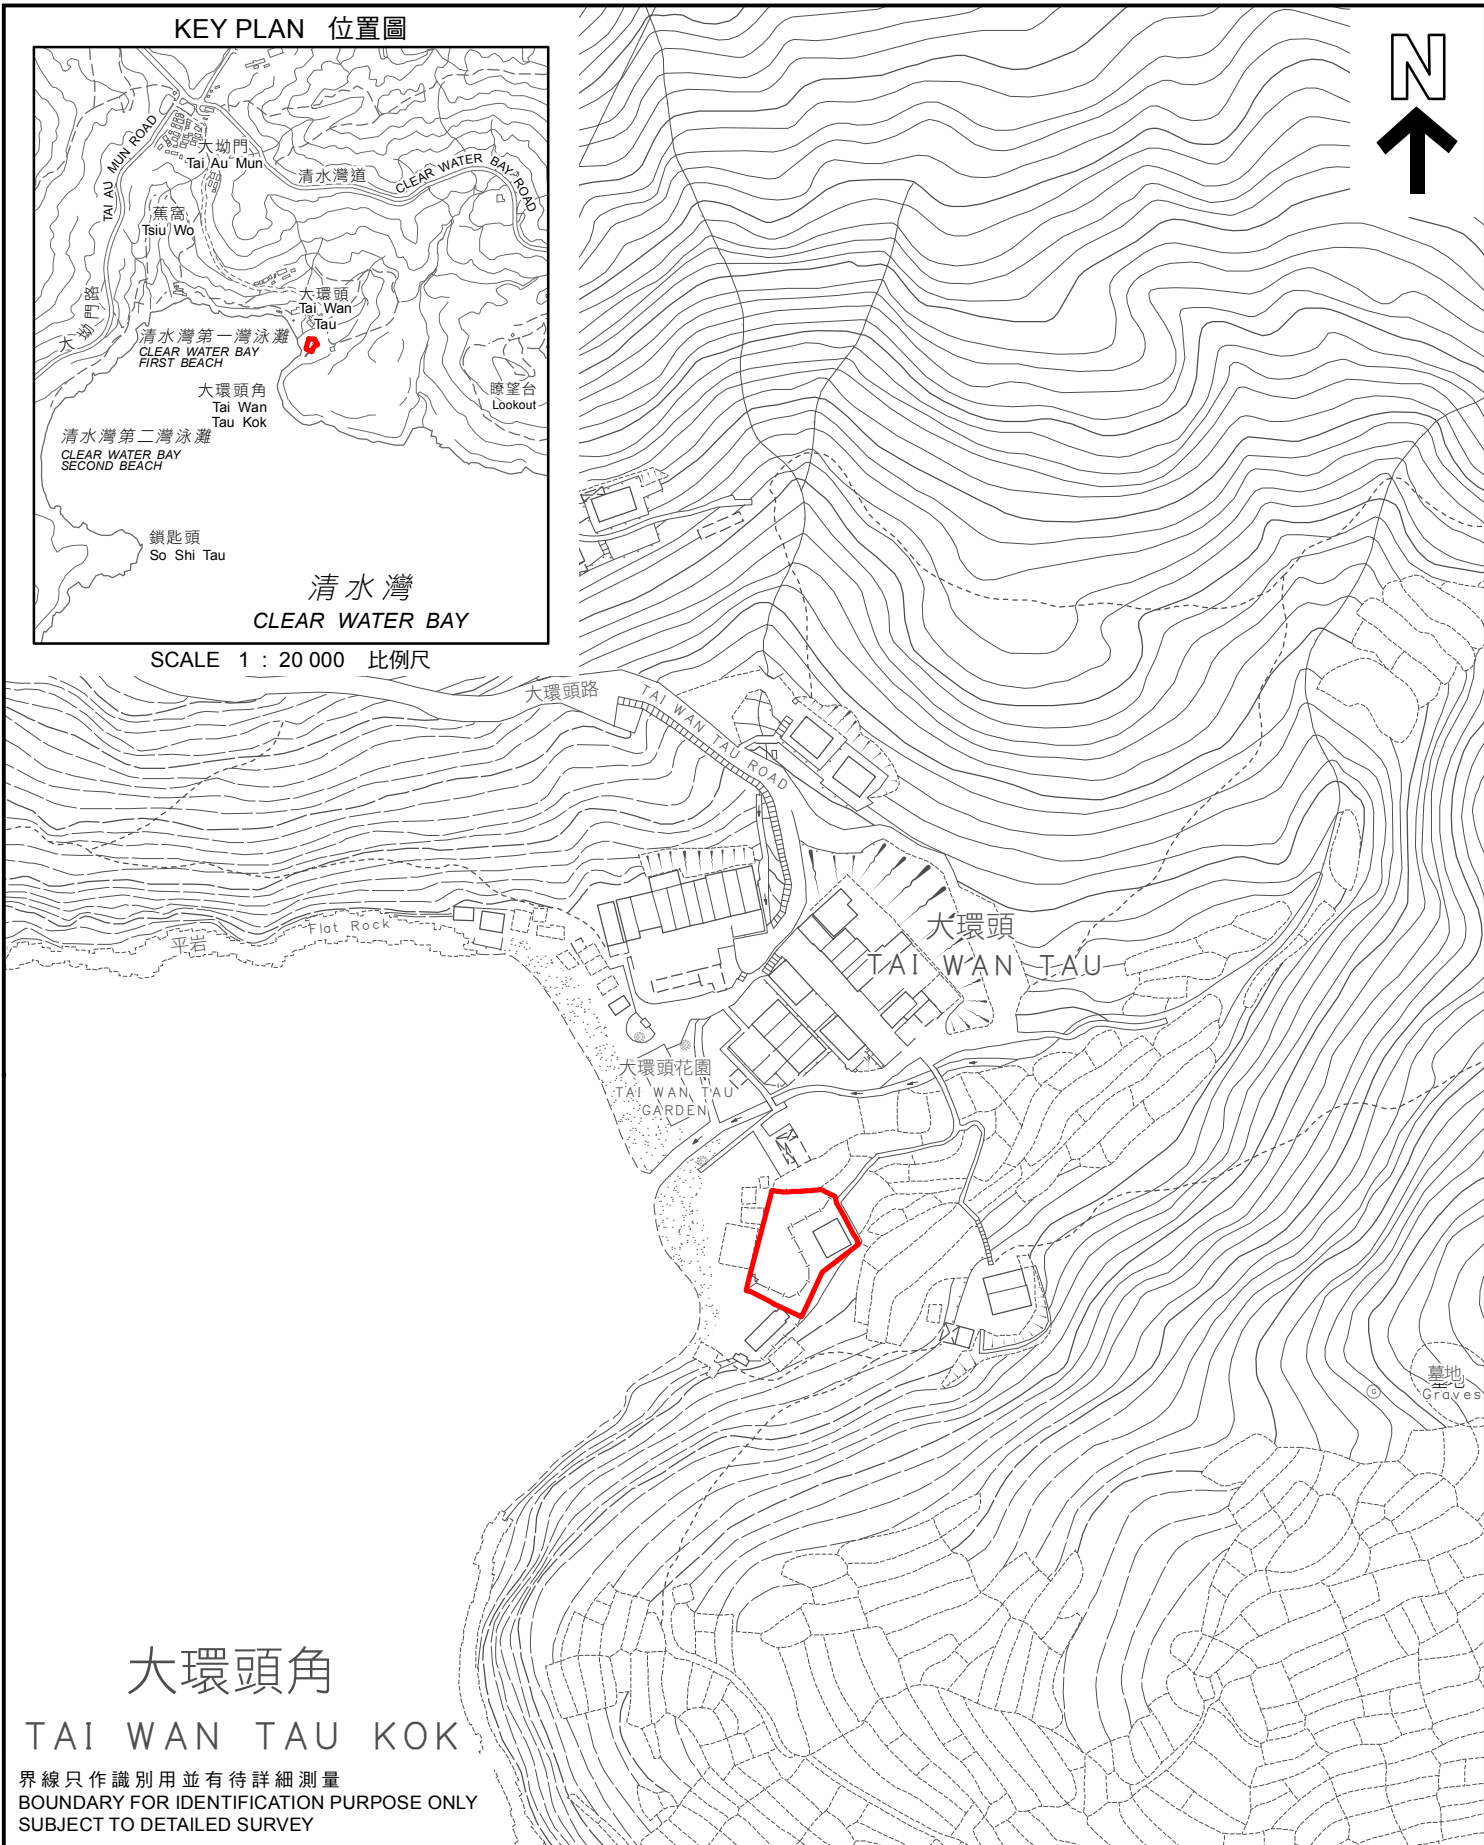 KEY PLAN 位置圖
TAI AU MUN ROAD
大坳門
Tai Au Mun
清水灣道
CLEAR WATER BAY ROAD
蕉窩
Tsiu Wo
大環頭
Tai Wan
Tau
大坳門路
清水灣第一灣泳灘
CLEAR WATER BAY
FIRST BEACH
大環頭角
Tai Wan
Tau Kok
瞭望台
Lookout
清水灣第二灣泳灘
CLEAR WATER BAY
SECOND BEACH
鎖匙頭
So Shi Tau
清水灣
CLEAR WATER BAY
SCALE 1 : 20 000 比例尺
N
大環頭路
TAI WAN TAU ROAD
平岩
Flat Rock
大環頭
TAI WAN TAU
大環頭花園
TAI WAN TAU
GARDEN
墓地
Graves
G
大環頭角
TAI WAN TAU KOK
界線只作識別用並有待詳細測量
BOUNDARY FOR IDENTIFICATION PURPOSE ONLY
SUBJECT TO DETAILED SURVEY